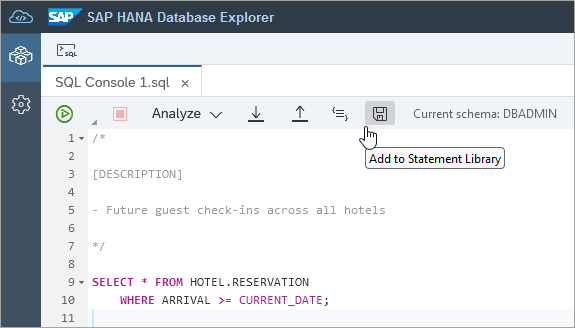 SAP SAP HANA Database Explorer
SQL
SQL Console 1.sql ×
Analyze Current schema: DBADMIN
Add to Statement Library
1 /*
2
3 [DESCRIPTION]
4
5 - Future guest check-ins across all hotels
6
7 */
8
9 SELECT * FROM HOTEL.RESERVATION
10 WHERE ARRIVAL >= CURRENT_DATE;
11